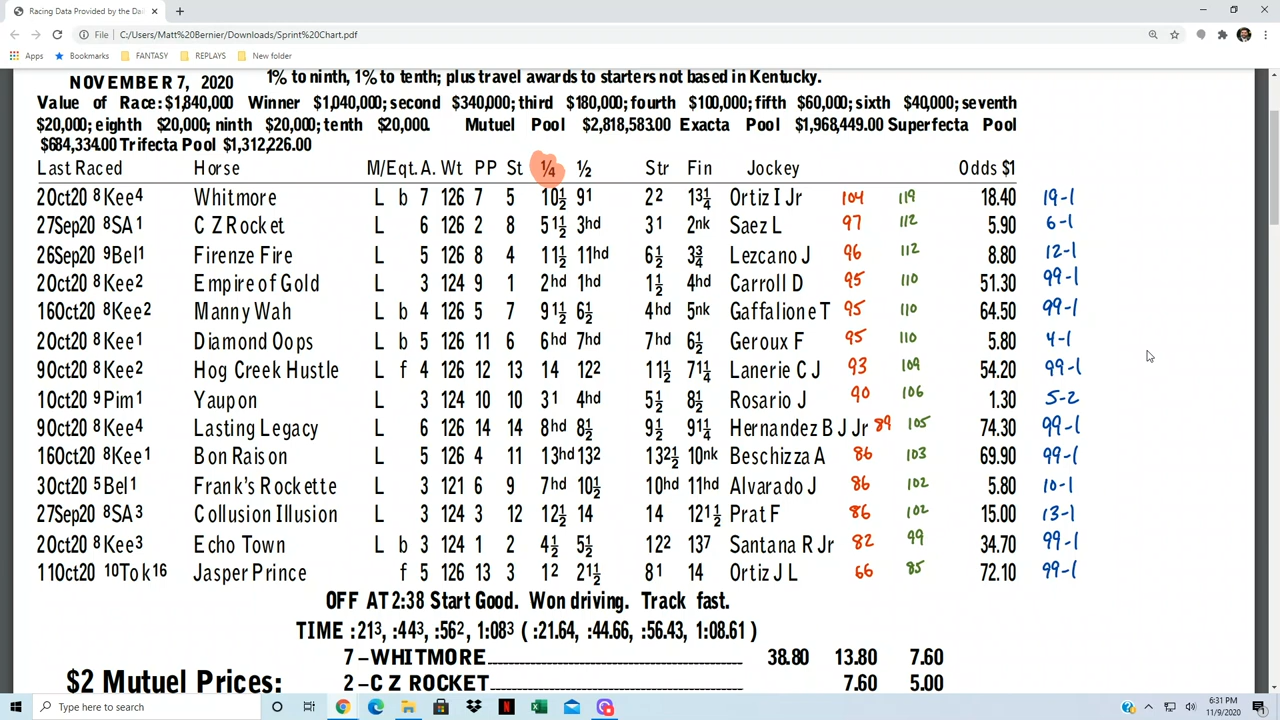 Racing Data Provided by the Dai
File | C:/Users/Matt%20Bernier/Downloads/Sprint%20Chart.pdf
Apps Bookmarks FANTASY REPLAYS New folder
NOVEMBER 7, 2020 1% to ninth, 1% to tenth; plus travel awards to starters not based in Kentucky.
Value of Race: $1,840,000 Winner $1,040,000; second $340,000; third $180,000; fourth $100,000; fifth $60,000; sixth $40,000; seventh
$20,000; eighth $20,000; ninth $20,000; tenth $20,000. Mutuel Pool $2,818,583.00 Exacta Pool $1,968,449.00 Superfecta Pool
$684,334.00 Trifecta Pool $1,312,226.00
Last Raced Horse M/Eqt. A. Wt PP St ¼ ½ Str Fin Jockey Odds $1
20Oct20 8Kee4 Whitmore L b 7 126 7 5 10½ 91 22 13¼ Ortiz I Jr 104 119 18.40 19-1
27Sep20 8SA1 C Z Rocket L 6 126 2 8 51½ 3hd 31 2nk Saez L 97 112 5.90 6-1
26Sep20 9Bel1 Firenze Fire L 5 126 8 4 11½ 11hd 6½ 3¾ Lezcano J 96 112 8.80 12-1
20Oct20 8Kee2 Empire of Gold L 3 124 9 1 2hd 1hd 1½ 4hd Carroll D 95 110 51.30 99-1
16Oct20 8Kee2 Manny Wah L b 4 126 5 7 91½ 6½ 4hd 5nk Gaffalione T 95 110 64.50 99-1
20Oct20 8Kee1 Diamond Oops L b 5 126 11 6 6hd 7hd 7hd 6½ Geroux F 95 110 5.80 4-1
9Oct20 8Kee2 Hog Creek Hustle L f 4 126 12 13 14 122 11½ 71¼ Lanerie C J 93 109 54.20 99-1
1Oct20 9Pim1 Yaupon L 3 124 10 10 31 4hd 5½ 8½ Rosario J 90 106 1.30 5-2
9Oct20 8Kee4 Lasting Legacy L 6 126 14 14 8hd 8½ 9½ 91¼ Hernandez B J Jr 89 105 74.30 99-1
16Oct20 8Kee1 Bon Raison L 5 126 4 11 13hd 132 132½ 10nk Beschizza A 86 103 69.90 99-1
3Oct20 5Bel1 Frank's Rockette L 3 121 6 9 7hd 10½ 10hd 11hd Alvarado J 86 102 5.80 10-1
27Sep20 8SA3 Collusion Illusion L 3 124 3 12 12½ 14 14 121½ Prat F 86 102 15.00 13-1
20Oct20 8Kee3 Echo Town L b 3 124 1 2 4½ 5½ 122 137 Santana R Jr 82 99 34.70 99-1
11Oct20 10Tok16 Jasper Prince f 5 126 13 3 12 21½ 81 14 Ortiz J L 66 85 72.10 99-1
OFF AT 2:38 Start Good. Won driving. Track fast.
TIME :213, :443, :562, 1:083 ( :21.64, :44.66, :56.43, 1:08.61 )
7 –WHITMORE 38.80 13.80 7.60
$2 Mutuel Prices: 2 –C Z ROCKET 7.60 5.00
Type here to search
6:31 PM
11/9/2020